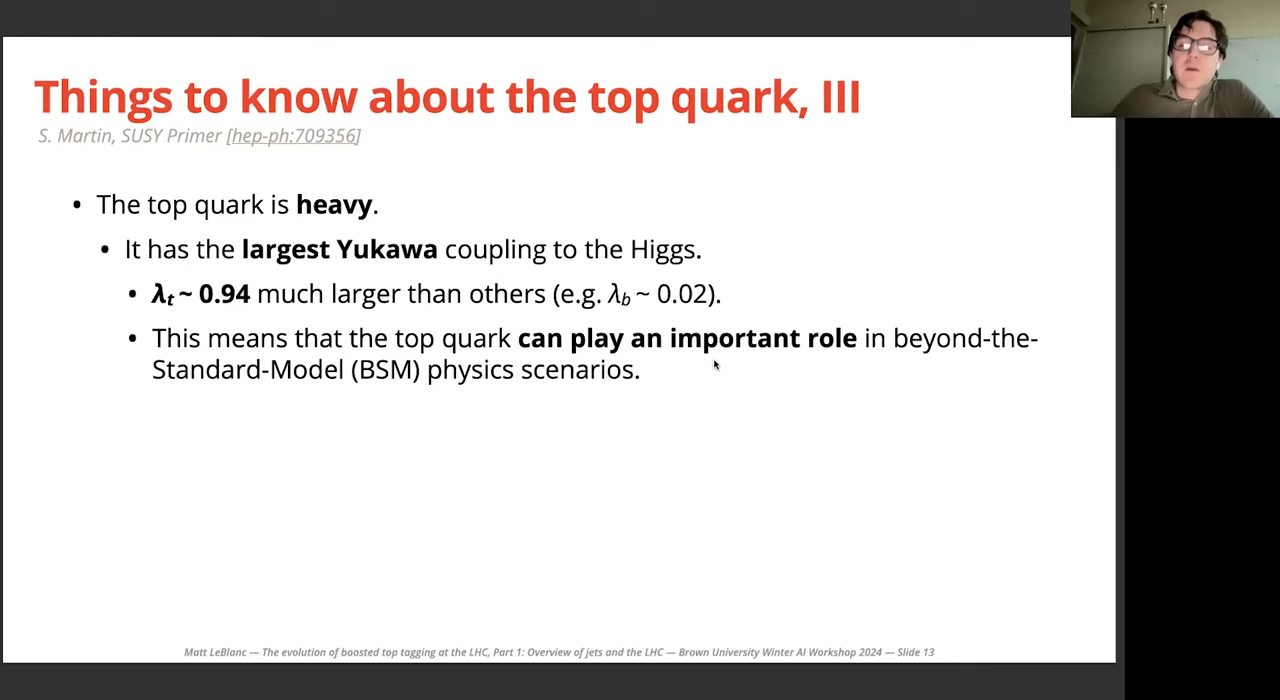 Things to know about the top quark, III
S. Martin, SUSY Primer [hep-ph:709356]
• The top quark is heavy.
• It has the largest Yukawa coupling to the Higgs.
• λt ~ 0.94 much larger than others (e.g. λb ~ 0.02).
• This means that the top quark can play an important role in beyond-the-
Standard-Model (BSM) physics scenarios.
Matt LeBlanc — The evolution of boosted top tagging at the LHC, Part 1: Overview of jets and the LHC — Brown University Winter AI Workshop 2024 — Slide 13